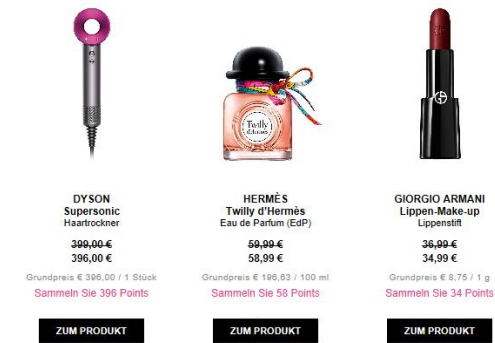 Twilly
d'Hermès
DYSON
Supersonic
Haartrockner
399,00 €
396,00 €
Grundpreis € 396,00 / 1 Stück
Sammeln Sie 396 Points
ZUM PRODUKT
HERMÈS
Twilly d'Hermès
Eau de Parfum (EdP)
59,99 €
58,99 €
Grundpreis € 196,63 / 100 ml
Sammeln Sie 58 Points
ZUM PRODUKT
GIORGIO ARMANI
Lippen-Make-up
Lippenstift
36,99 €
34,99 €
Grundpreis € 8,75 / 1 g
Sammeln Sie 34 Points
ZUM PRODUKT